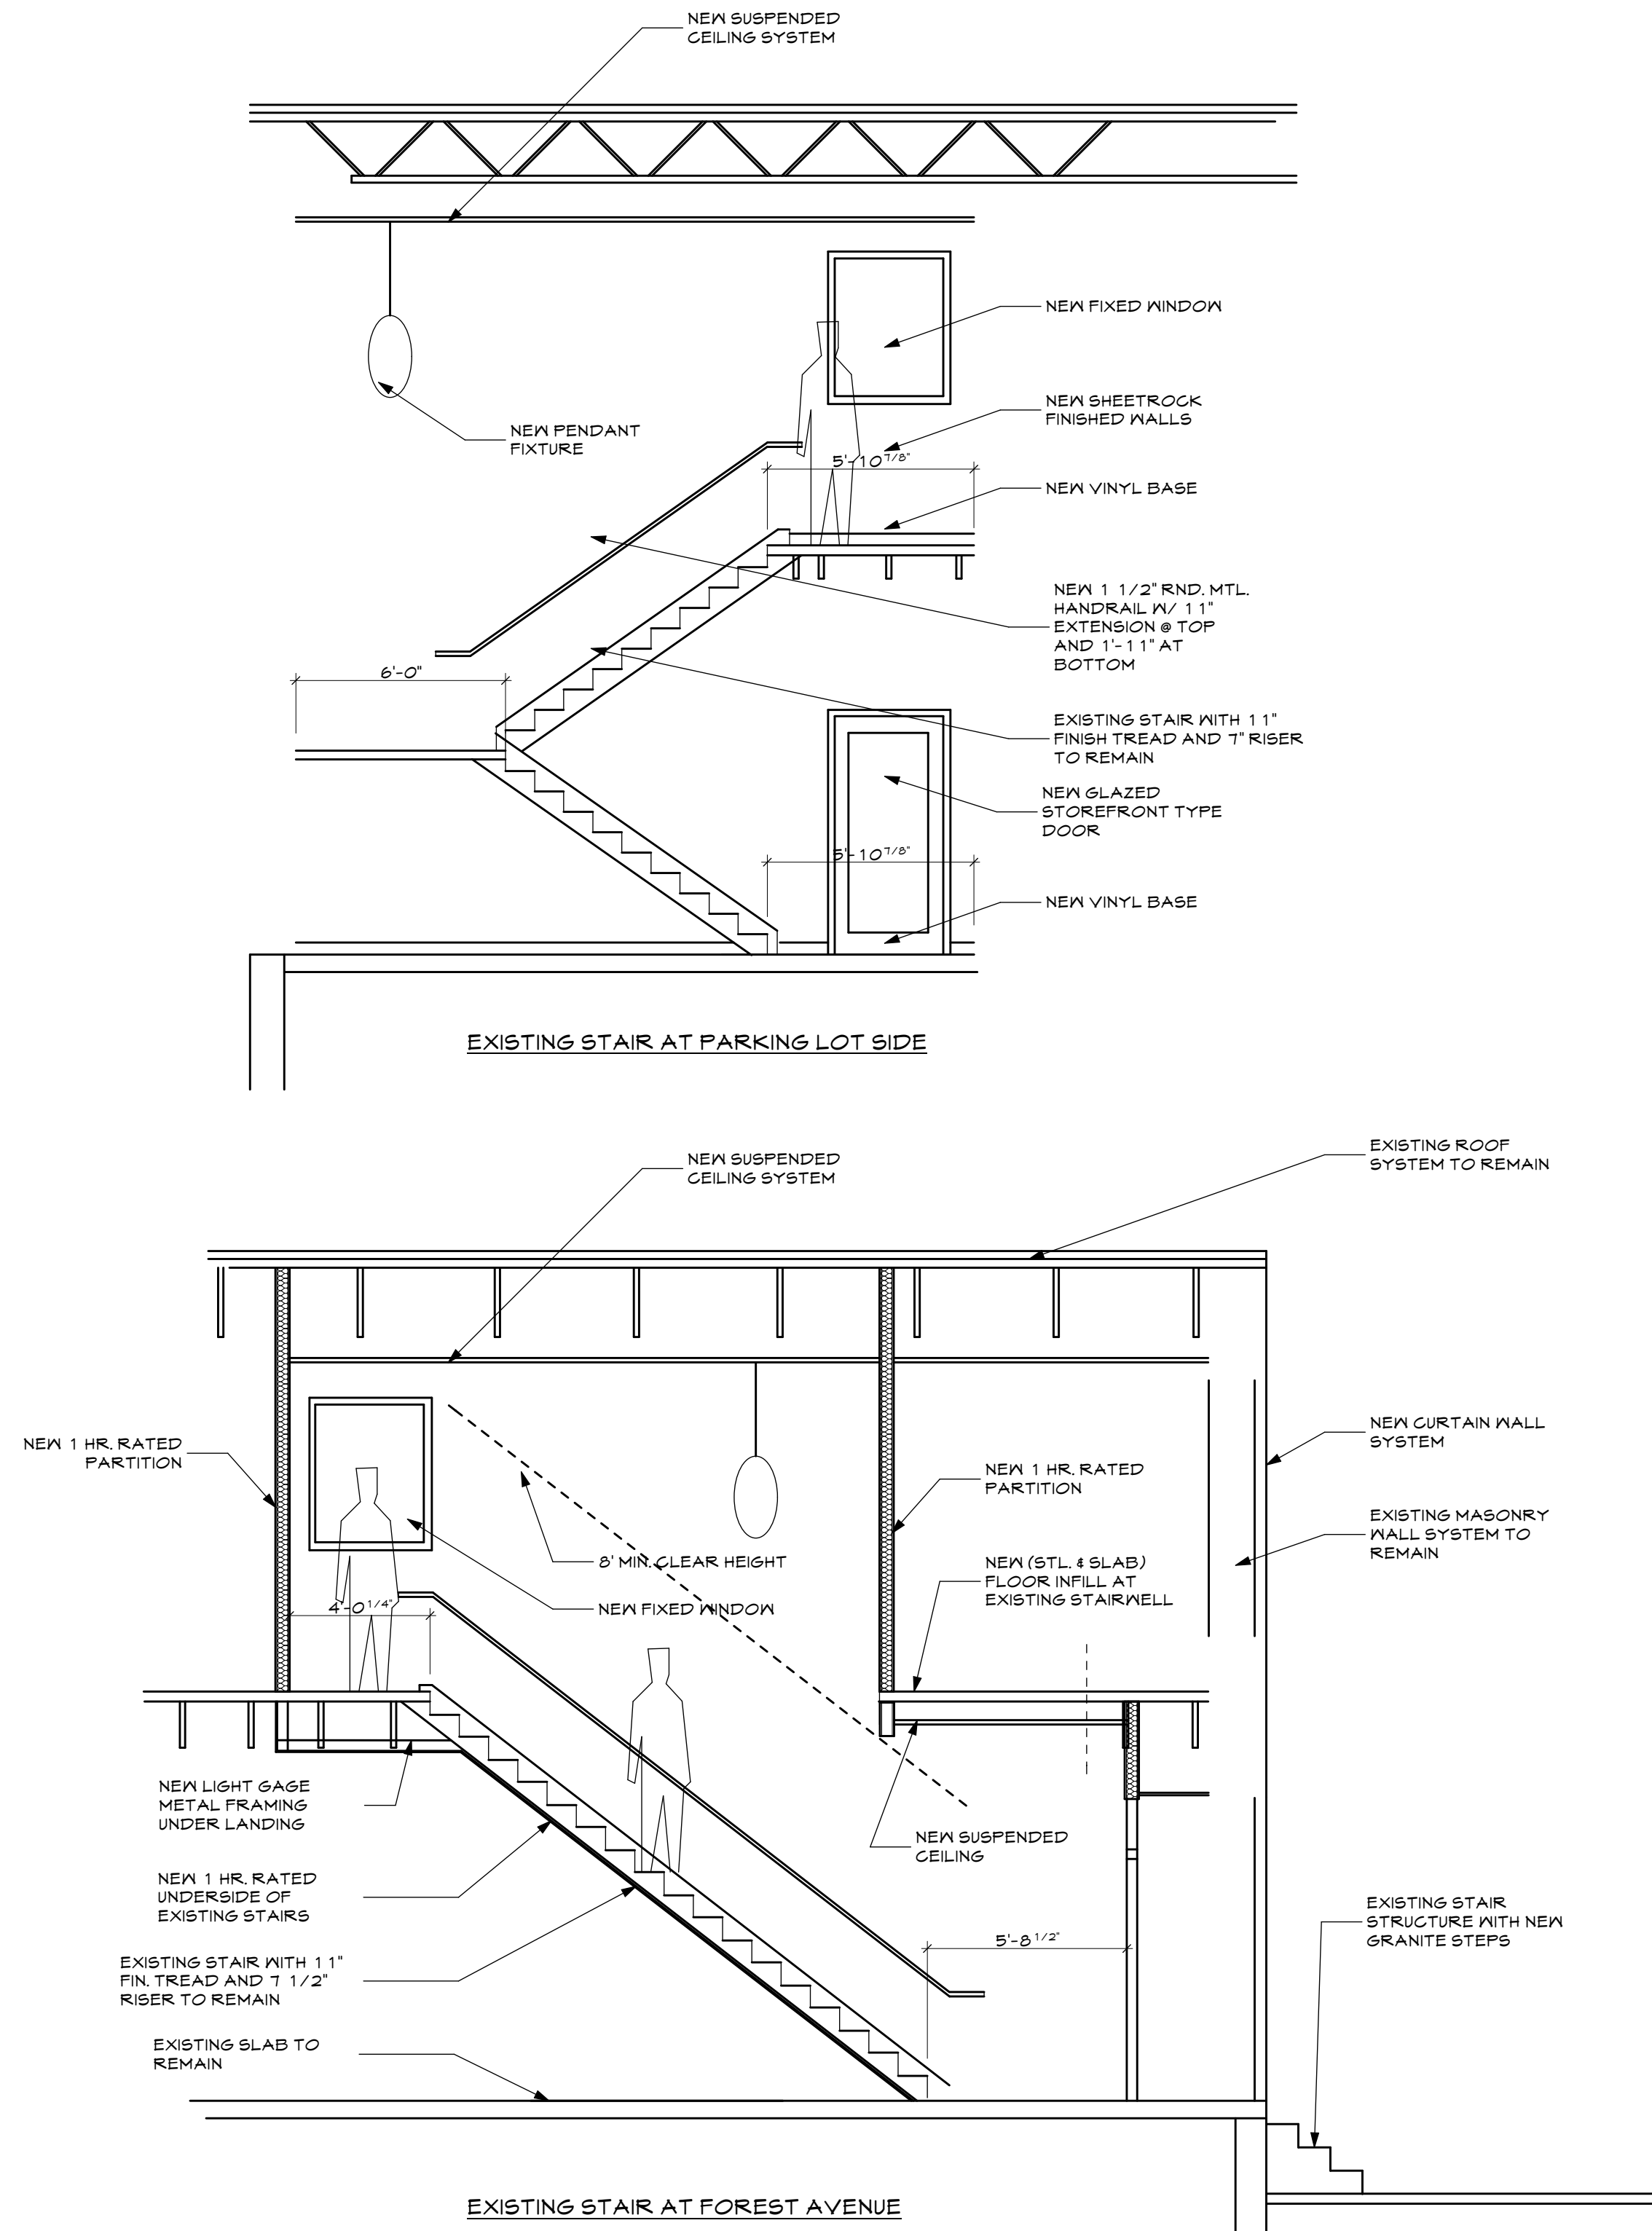 NEW SUSPENDED
CEILING SYSTEM
NEW FIXED WINDOW
NEW SHEETROCK
FINISHED WALLS
NEW PENDANT
FIXTURE
5'-10 7/8"
NEW VINYL BASE
NEW 1 1/2" RND. MTL.
HANDRAIL W/ 11"
EXTENSION @ TOP
AND 1'-11" AT
BOTTOM
6'-0"
EXISTING STAIR WITH 11"
FINISH TREAD AND 7" RISER
TO REMAIN
NEW GLAZED
STOREFRONT TYPE
DOOR
5'-10 7/8"
NEW VINYL BASE
EXISTING STAIR AT PARKING LOT SIDE
EXISTING ROOF
SYSTEM TO REMAIN
NEW SUSPENDED
CEILING SYSTEM
NEW CURTAIN WALL
SYSTEM
NEW 1 HR. RATED
PARTITION
NEW 1 HR. RATED
PARTITION
EXISTING MASONRY
WALL SYSTEM TO
REMAIN
8' MIN. CLEAR HEIGHT
NEW (STL. & SLAB)
FLOOR INFILL AT
EXISTING STAIRWELL
4'-0 1/4"
NEW FIXED WINDOW
NEW LIGHT GAGE
METAL FRAMING
UNDER LANDING
NEW SUSPENDED
CEILING
NEW 1 HR. RATED
UNDERSIDE OF
EXISTING STAIRS
EXISTING STAIR
STRUCTURE WITH NEW
GRANITE STEPS
5'-8 1/2"
EXISTING STAIR WITH 11"
FIN. TREAD AND 7 1/2"
RISER TO REMAIN
EXISTING SLAB TO
REMAIN
EXISTING STAIR AT FOREST AVENUE